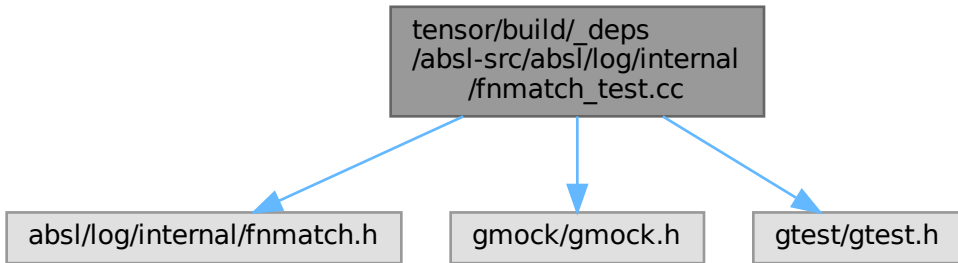 tensor/build/_deps
/absl-src/absl/log/internal
/fnmatch_test.cc
absl/log/internal/fnmatch.h
gmock/gmock.h
gtest/gtest.h